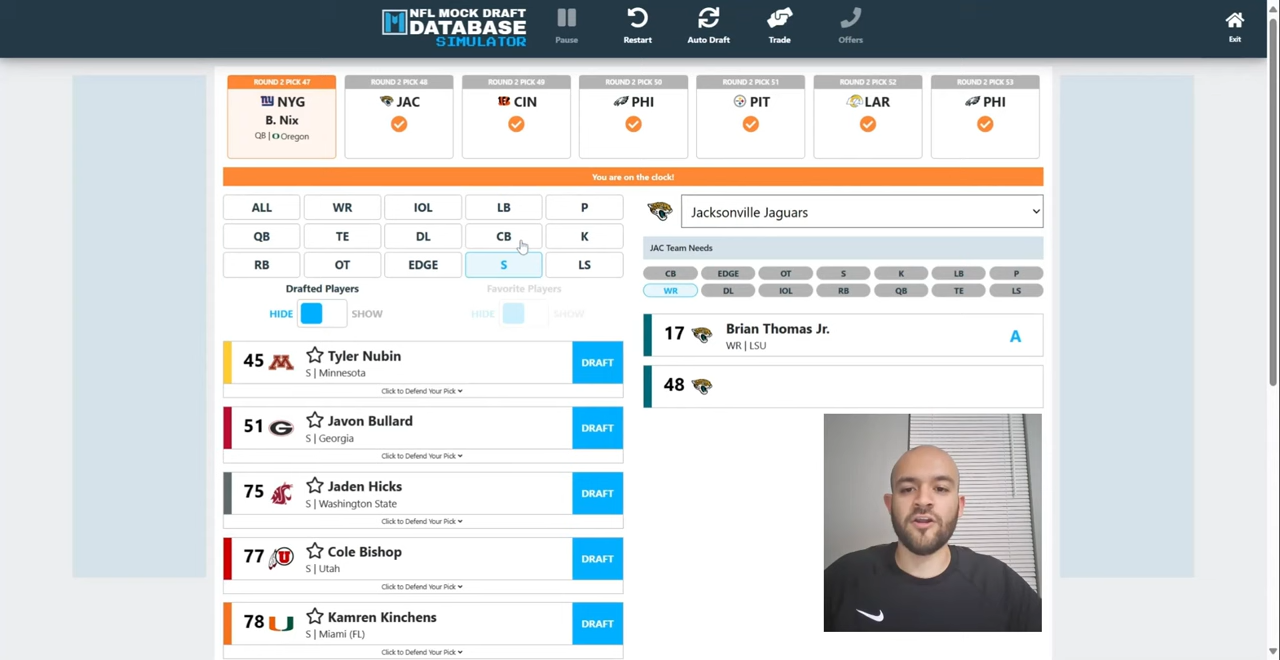 NFL MOCK DRAFT
DATABASE
SIMULATOR
Pause
Restart
Auto Draft
Trade
Offers
Exit
ROUND 2 PICK 47
NYG
B. Nix
QB | Oregon
ROUND 2 PICK 48
JAC
ROUND 2 PICK 49
CIN
ROUND 2 PICK 50
PHI
ROUND 2 PICK 51
PIT
ROUND 2 PICK 52
LAR
ROUND 2 PICK 53
PHI
You are on the clock!
ALL WR IOL LB P
QB TE DL CB K
RB OT EDGE S LS
Drafted Players
HIDE SHOW
Favorite Players
HIDE SHOW
45 Tyler Nubin
S | Minnesota
DRAFT
Click to Defend Your Pick
51 Javon Bullard
S | Georgia
DRAFT
Click to Defend Your Pick
75 Jaden Hicks
S | Washington State
DRAFT
Click to Defend Your Pick
77 Cole Bishop
S | Utah
DRAFT
Click to Defend Your Pick
78 Kamren Kinchens
S | Miami (FL)
DRAFT
Click to Defend Your Pick
Jacksonville Jaguars
JAC Team Needs
CB EDGE OT S K LB P
WR DL IOL RB QB TE LS
17 Brian Thomas Jr.
WR | LSU
A
48